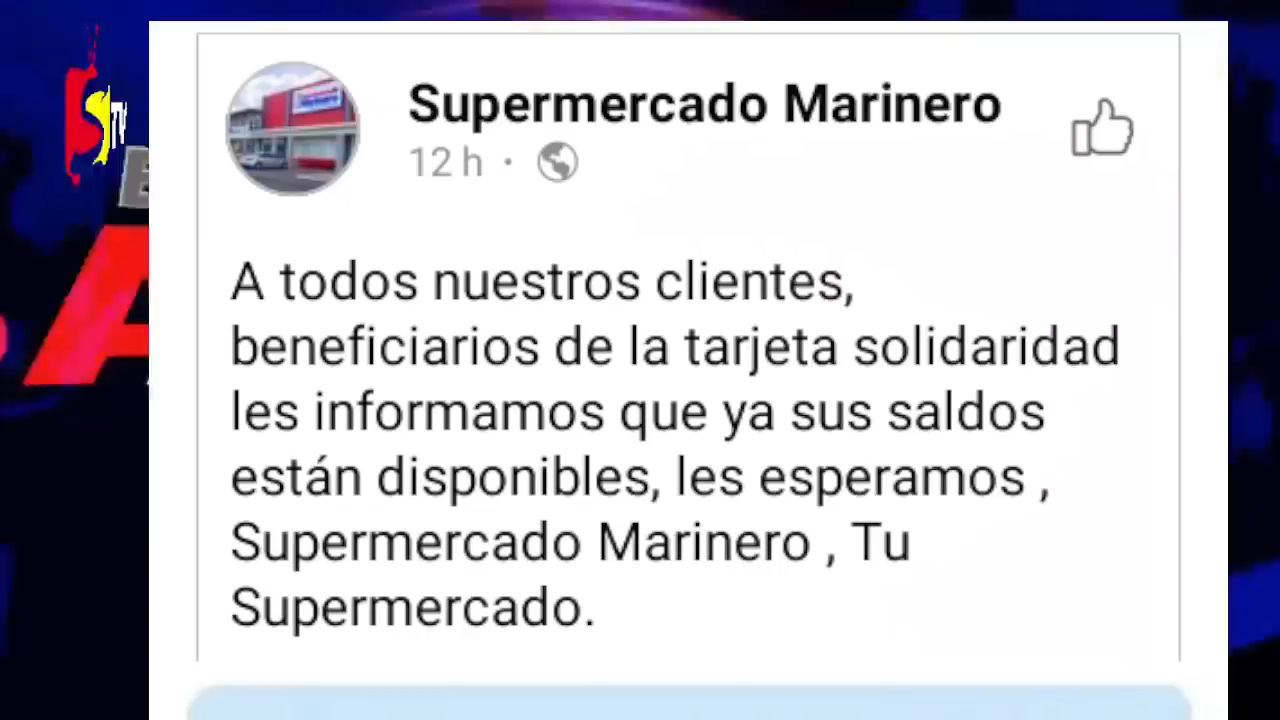 STV
Supermercado Marinero
12 h ·
A todos nuestros clientes,
beneficiarios de la tarjeta solidaridad
les informamos que ya sus saldos
están disponibles, les esperamos ,
Supermercado Marinero , Tu
Supermercado.